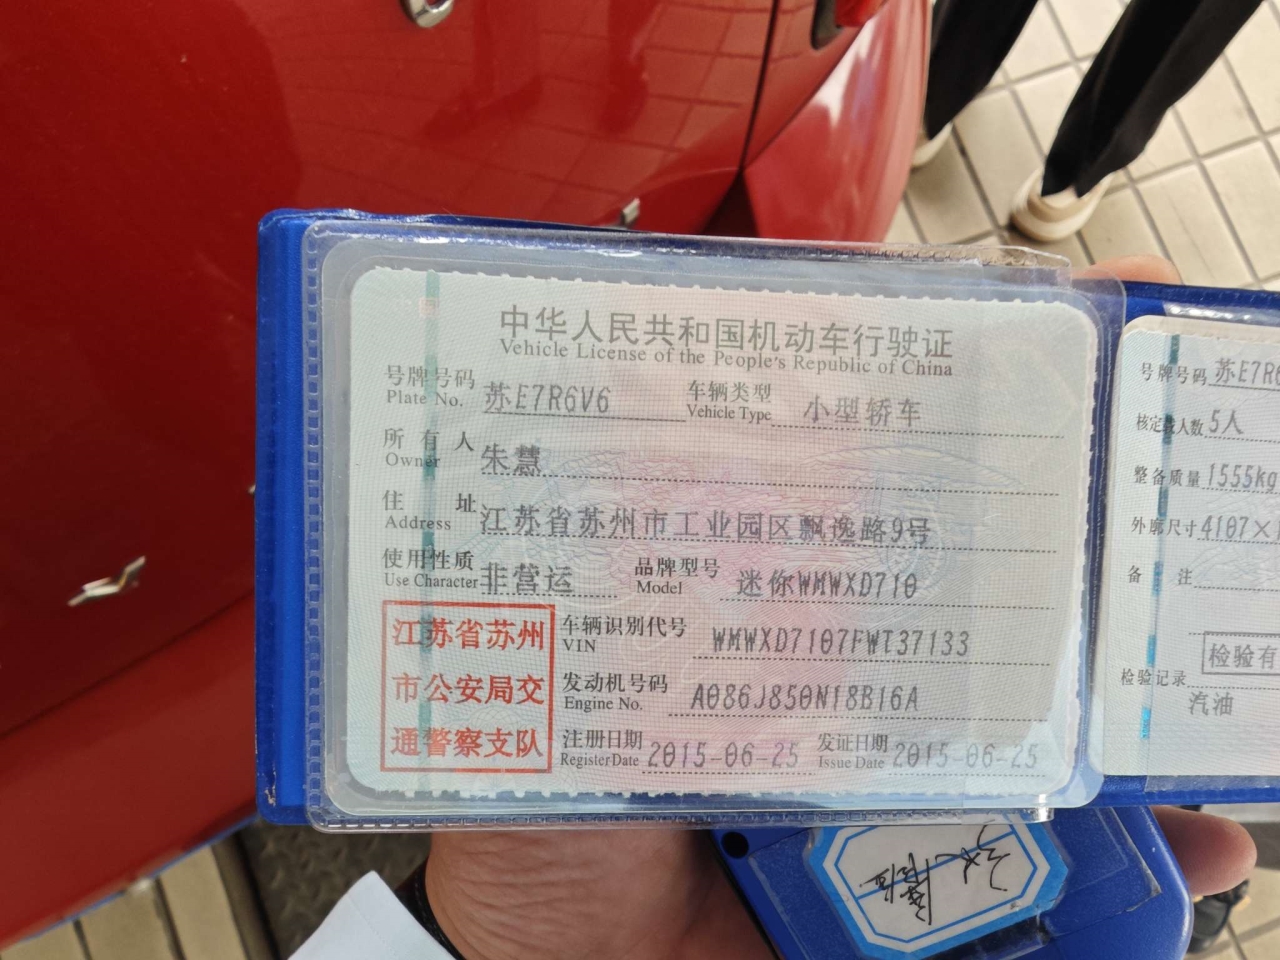 中华人民共和国机动车行驶证
Vehicle License of the People's Republic of China
号牌号码 苏E7R6V6 车辆类型 小型轿车
Plate No. Vehicle Type
所有人 朱慧
Owner
住址 江苏省苏州市工业园区飘逸路9号
Address
使用性质 非营运 品牌型号 迷你WMWXD710
Use Character Model
江苏省苏州
市公安局交
通警察支队
车辆识别代号 WMWXD7107FWT37133
VIN
发动机号码 A086J850N18B16A
Engine No.
注册日期 2015-06-25 发证日期 2015-06-25
Register Date Issue Date
号牌号码 苏E7R6
核定载人数 5人
整备质量 1555kg
外廓尺寸 4107×
备注
检验有
检验记录
汽油